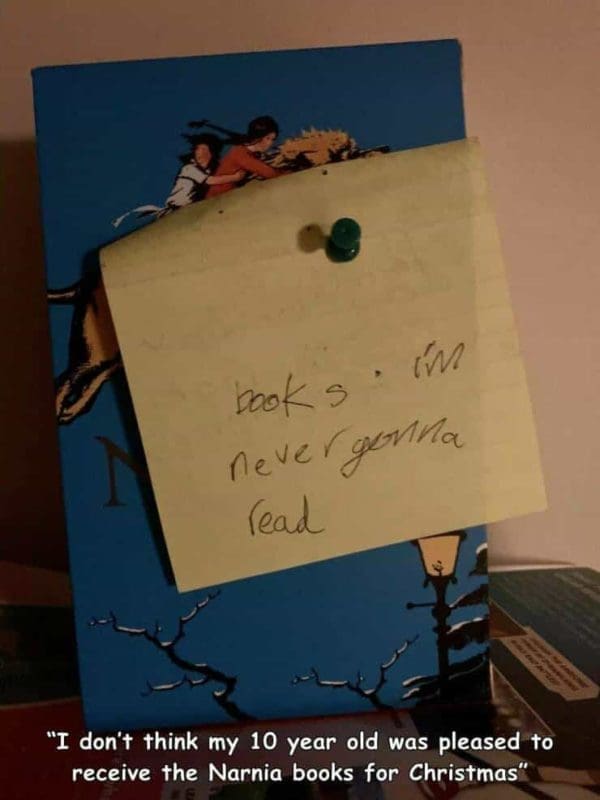 books. i'm
never gonna
read
N
"I don't think my 10 year old was pleased to
receive the Narnia books for Christmas"